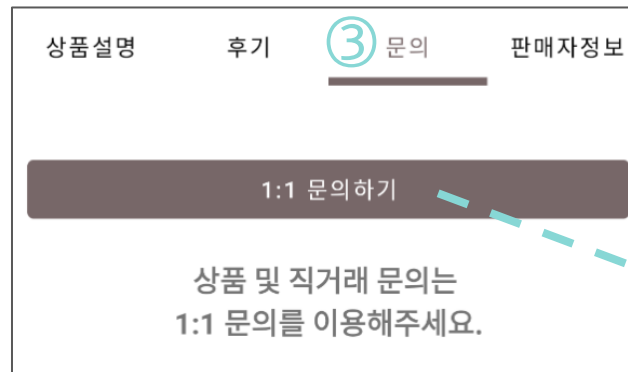 상품설명 후기 ③ 문의 판매자정보
1:1 문의하기
상품 및 직거래 문의는
1:1 문의를 이용해주세요.